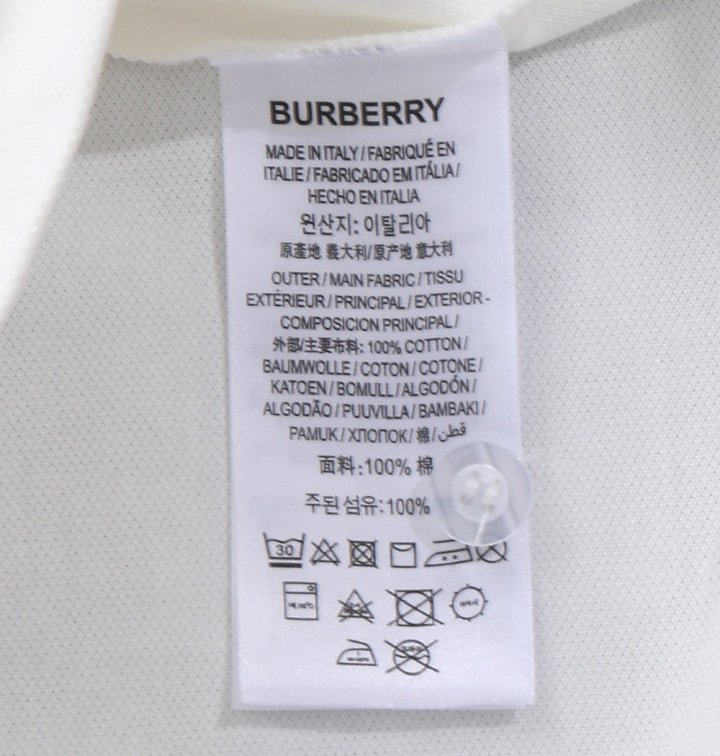 BURBERRY
MADE IN ITALY / FABRIQUÉ EN
ITALIE / FABRICADO EM ITÁLIA /
HECHO EN ITALIA
원산지: 이탈리아
原產地 義大利/原产地 意大利
OUTER / MAIN FABRIC / TISSU
EXTÉRIEUR / PRINCIPAL / EXTERIOR -
COMPOSICION PRINCIPAL /
外部/主要布料: 100% COTTON /
BAUMWOLLE / COTON / COTONE /
KATOEN / BOMULL / ALGODÓN /
ALGODÃO / PUUVILLA / BAMBAKI /
PAMUK / ХЛОПОК / 棉 / قطن
面料:100% 棉
주된 섬유:100%
30